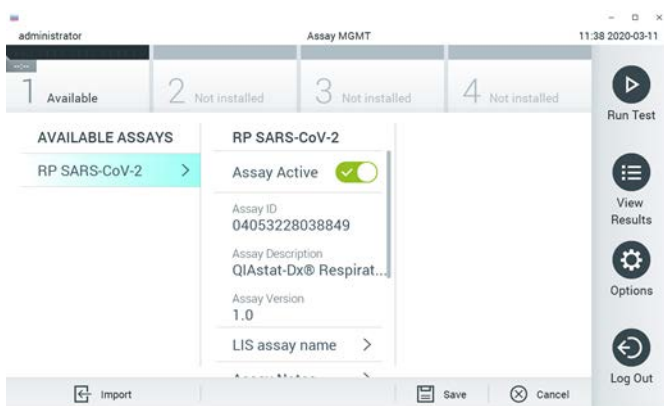 administrator Assay MGMT 11:38 2020-03-11
1 Available 2 Not installed 3 Not installed 4 Not installed
Run Test
AVAILABLE ASSAYS
RP SARS-CoV-2
RP SARS-CoV-2
Assay Active
Assay ID
04053228038849
Assay Description
QIAstat-Dx® Respirat...
Assay Version
1.0
LIS assay name
View
Results
Options
Log Out
Import Save Cancel